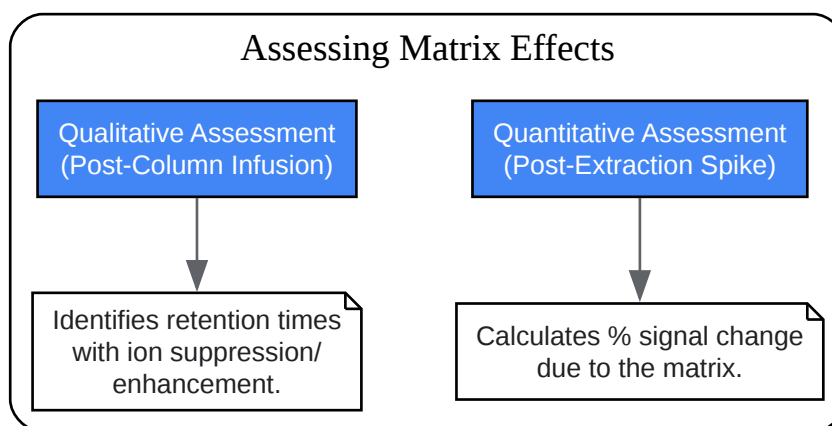 Assessing Matrix Effects
Qualitative Assessment
(Post-Column Infusion)
Quantitative Assessment
(Post-Extraction Spike)
Identifies retention times
with ion suppression/
enhancement.
Calculates % signal change
due to the matrix.